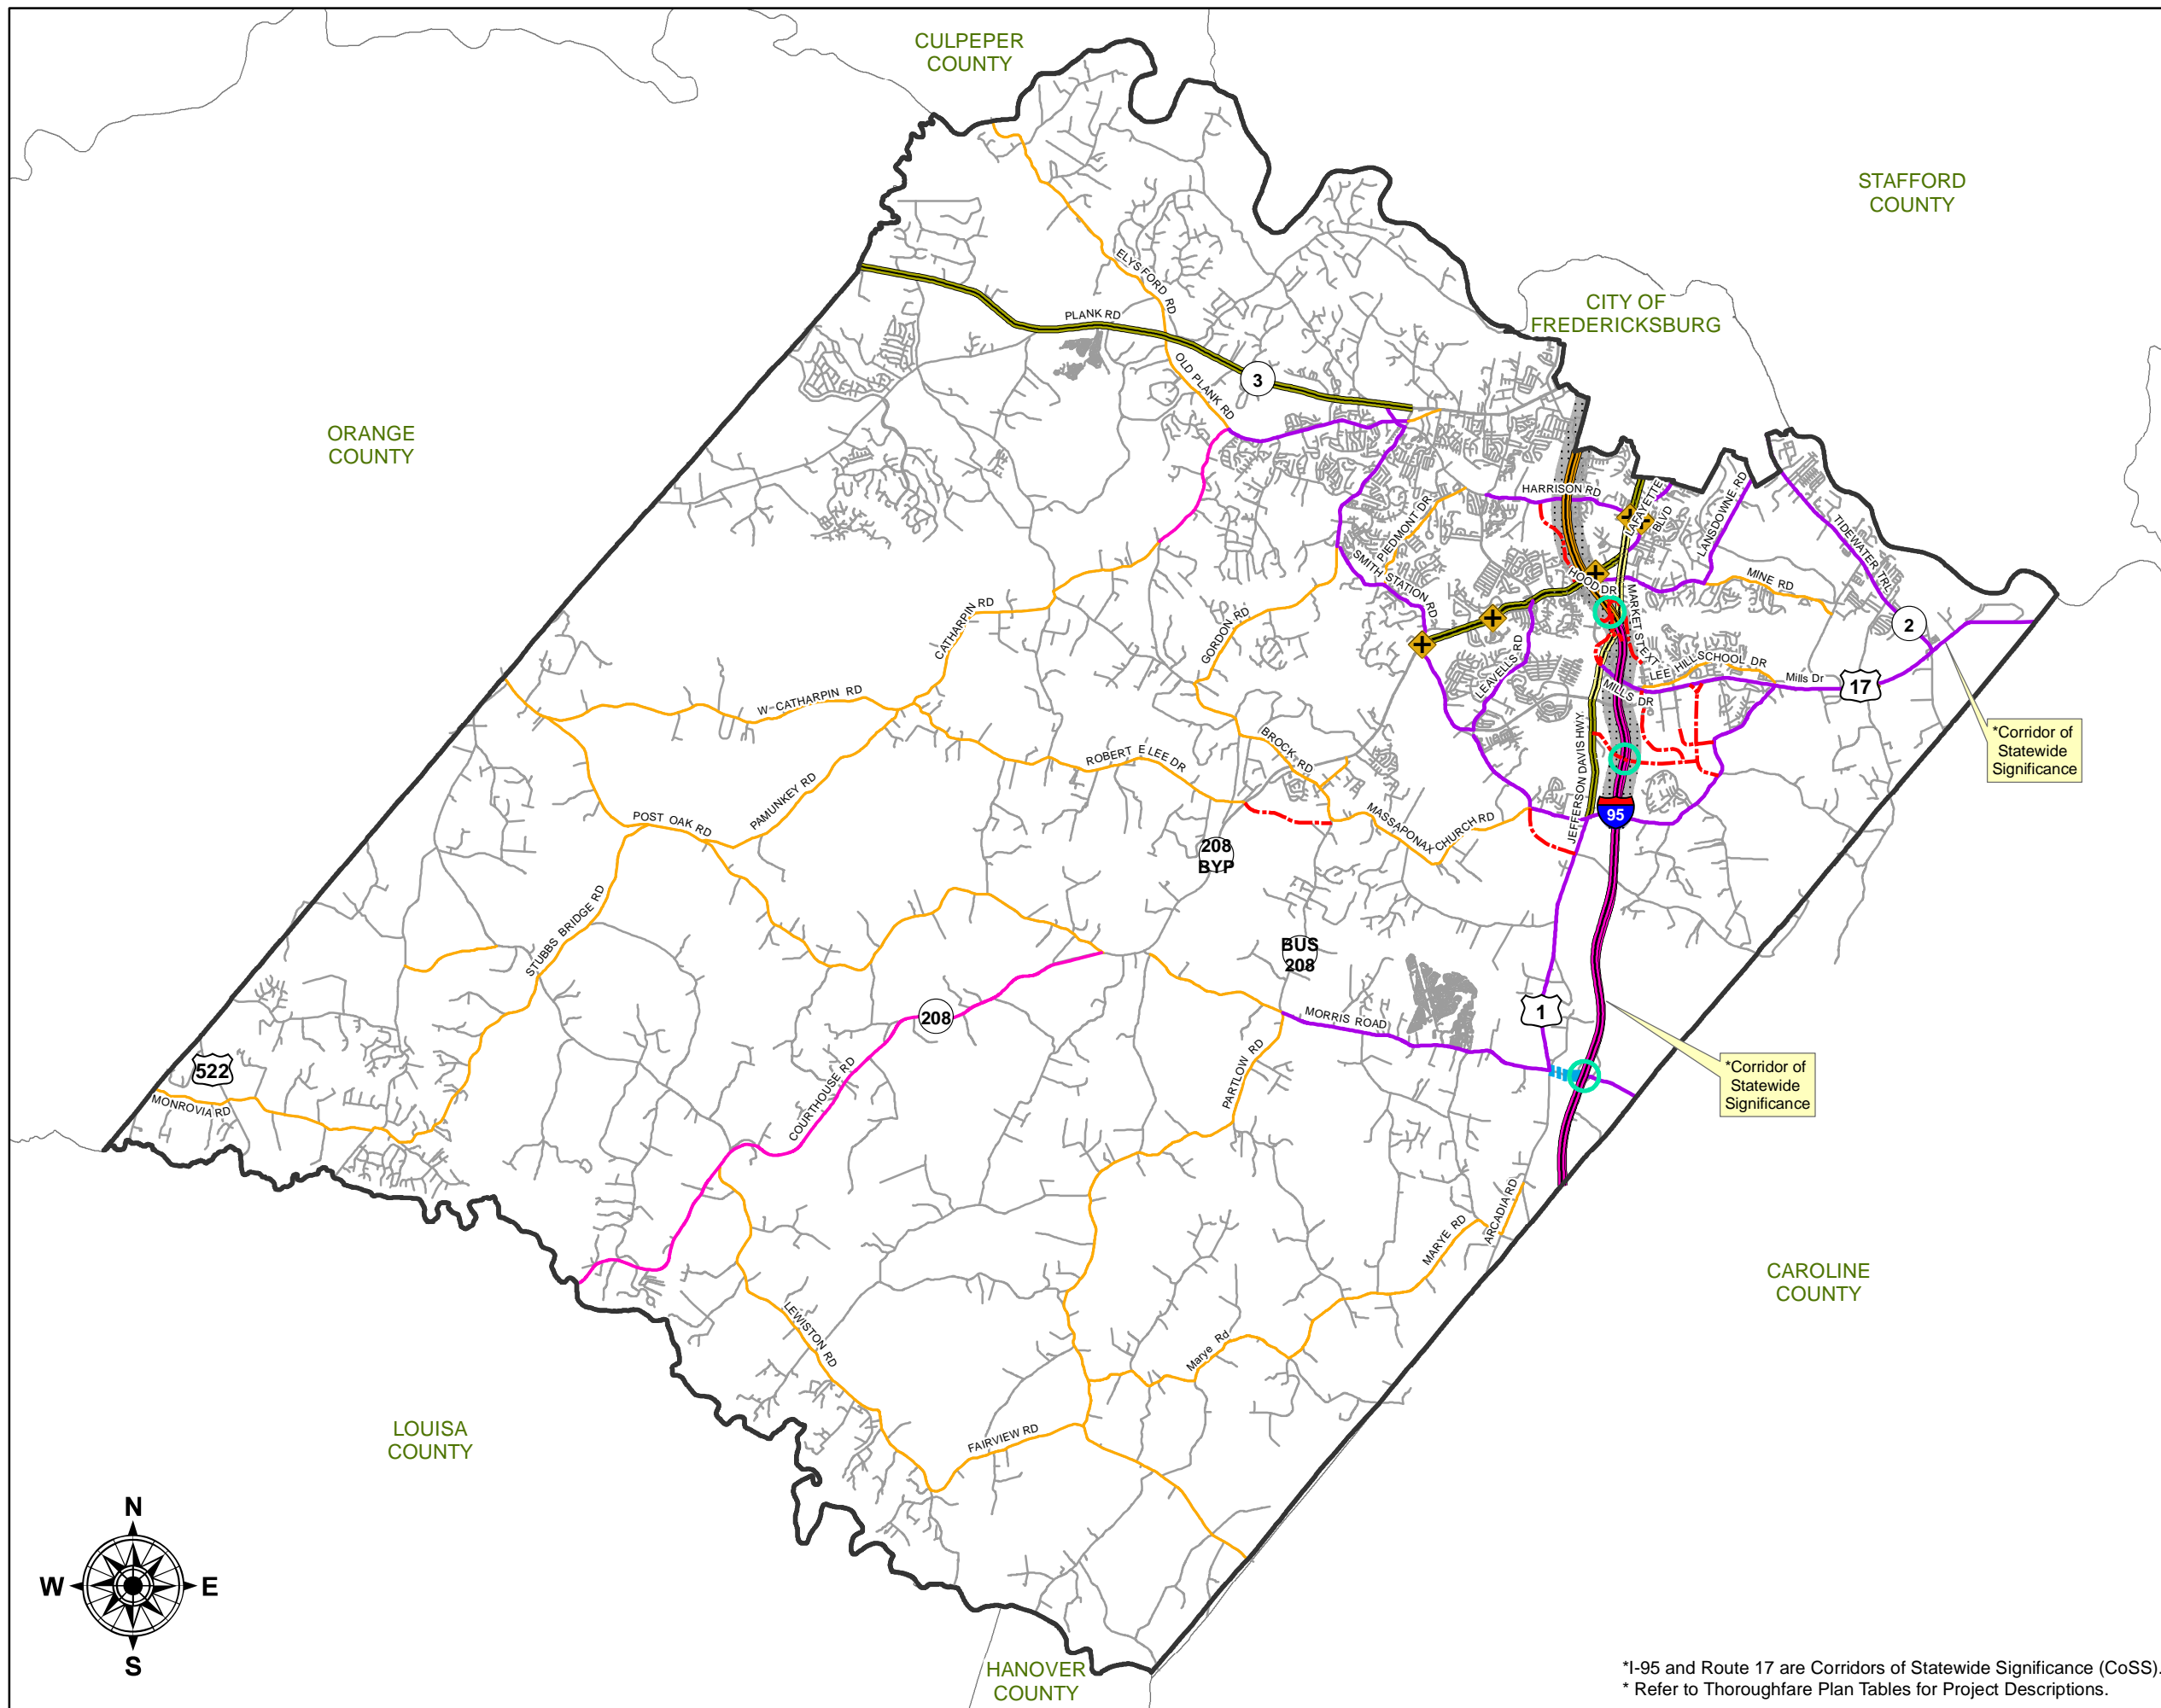 CULPEPER
COUNTY
STAFFORD
COUNTY
CITY OF
FREDERICKSBURG
ORANGE
COUNTY
ELYS FORD RD
PLANK RD
3
OLD PLANK RD
HARRISON RD
LAFAYETTE
BLVD
LANSDOWNE RD
TIDEWATER TRL
PIEDMONT DR
SMITH STATION RD
HOOD DR
MINE RD
MARKET ST EXT
2
CATHARPIN RD
GORDON RD
LEAVELLS RD
LEE HILL SCHOOL DR
Mills Dr
17
MILLS DR
W CATHARPIN RD
*Corridor of
Statewide
Significance
BROCK RD
ROBERT E LEE DR
JEFFERSON DAVIS HWY
PAMUNKEY RD
POST OAK RD
MASSAPONAX CHURCH RD
95
208
BYP
STUBBS BRIDGE RD
BUS
208
208
MORRIS ROAD
1
522
MONROVIA RD
COURTHOUSE RD
PARTLOW RD
*Corridor of
Statewide
Significance
ARCADIA RD
MARYE RD
CAROLINE
COUNTY
LEWISTON RD
Marye Rd
LOUISA
COUNTY
FAIRVIEW RD
N
W
E
S
HANOVER
COUNTY
*I-95 and Route 17 are Corridors of Statewide Significance (CoSS).
* Refer to Thoroughfare Plan Tables for Project Descriptions.